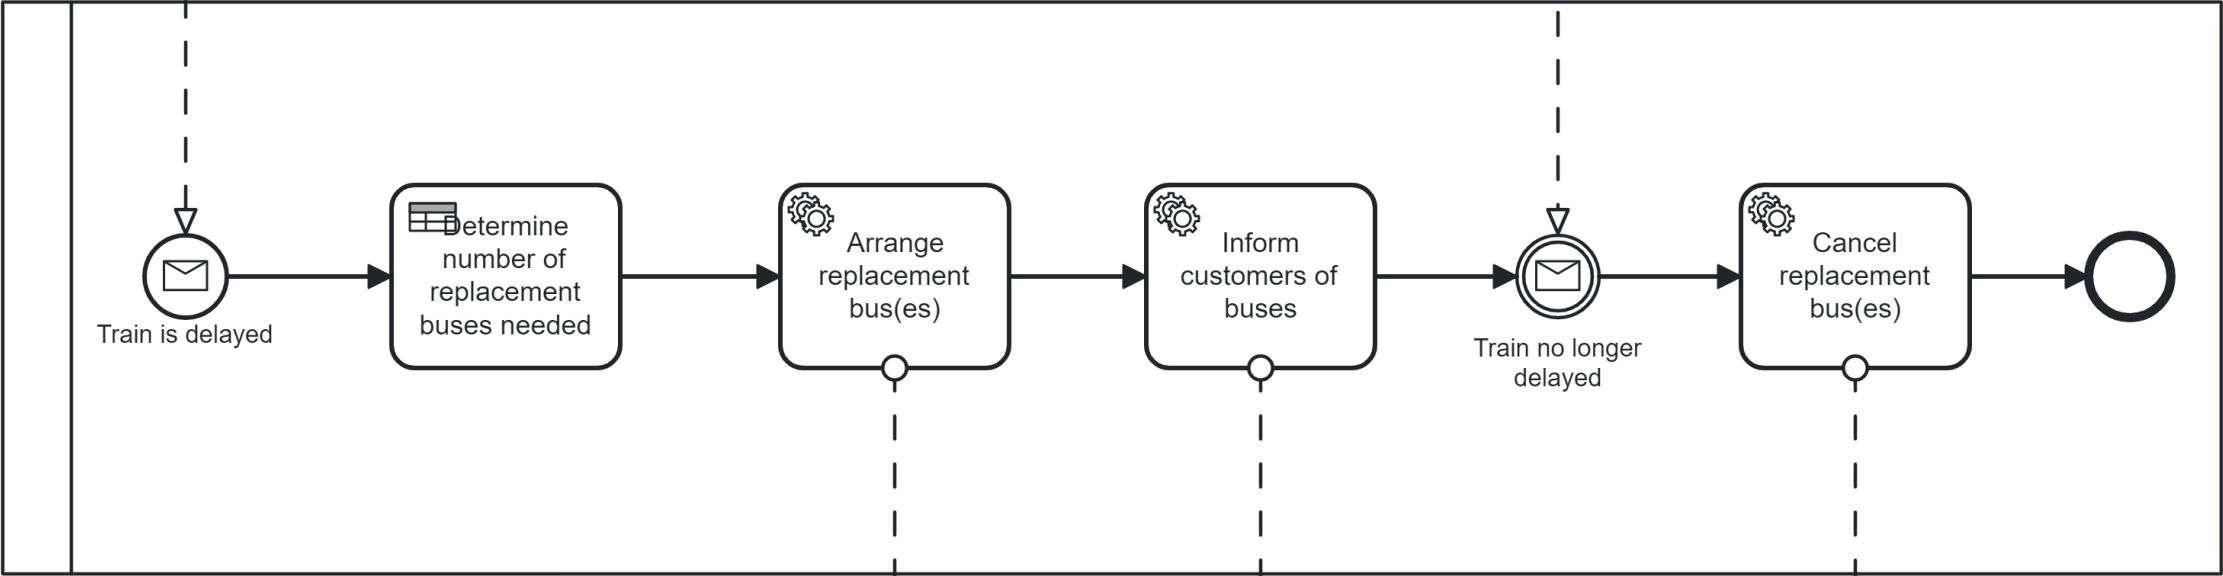 Train is delayed
Determine
number of
replacement
buses needed
Arrange
replacement
bus(es)
Inform
customers of
buses
Train no longer
delayed
Cancel
replacement
bus(es)